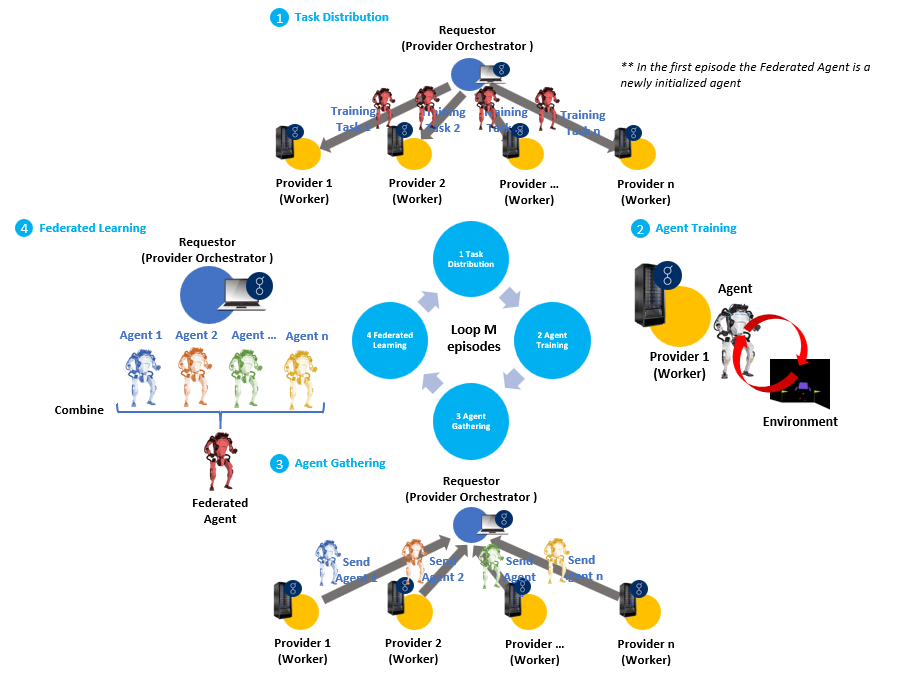 1 Task Distribution
Requestor
(Provider Orchestrator )
** In the first episode the Federated Agent is a
newly initialized agent
Training
Task 1
Training
Task 2
Training
Task
Training
Task n
Provider 1
(Worker)
Provider 2
(Worker)
Provider ...
(Worker)
Provider n
(Worker)
4 Federated Learning
Requestor
(Provider Orchestrator )
Agent 1
Agent 2
Agent ...
Agent n
Combine
Federated
Agent
1 Task
Distribution
2 Agent
Training
3 Agent
Gathering
4 Federated
Learning
Loop M
episodes
2 Agent Training
Agent
Provider 1
(Worker)
Environment
3 Agent Gathering
Requestor
(Provider Orchestrator )
Send
Agent 1
Send
Agent 2
Send
Agent
Send
Agent n
Provider 1
(Worker)
Provider 2
(Worker)
Provider ...
(Worker)
Provider n
(Worker)